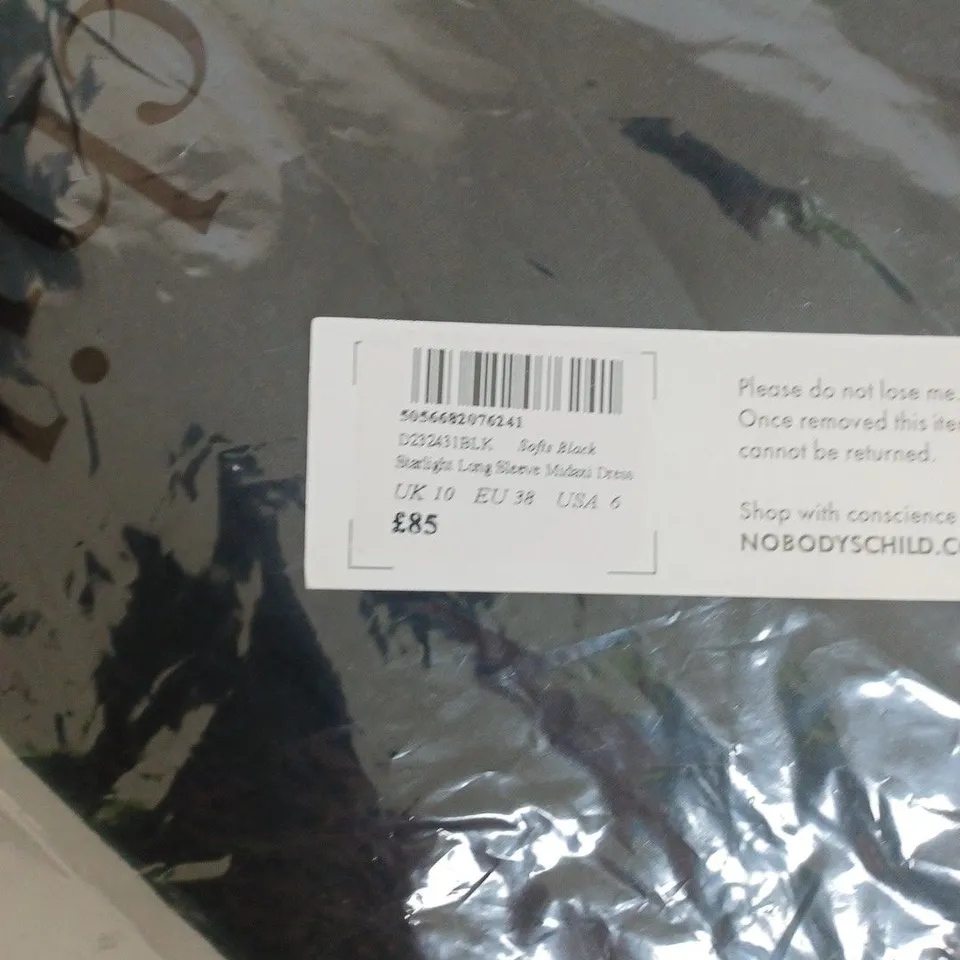 5056682076241
D232431BLK Softs Black
Starlight Long Sleeve Midaxi Dress
UK 10 EU 38 USA 6
£85
Please do not lose me.
Once removed this
cannot be returned.
Shop with conscience
NOBODYSCHILD.C